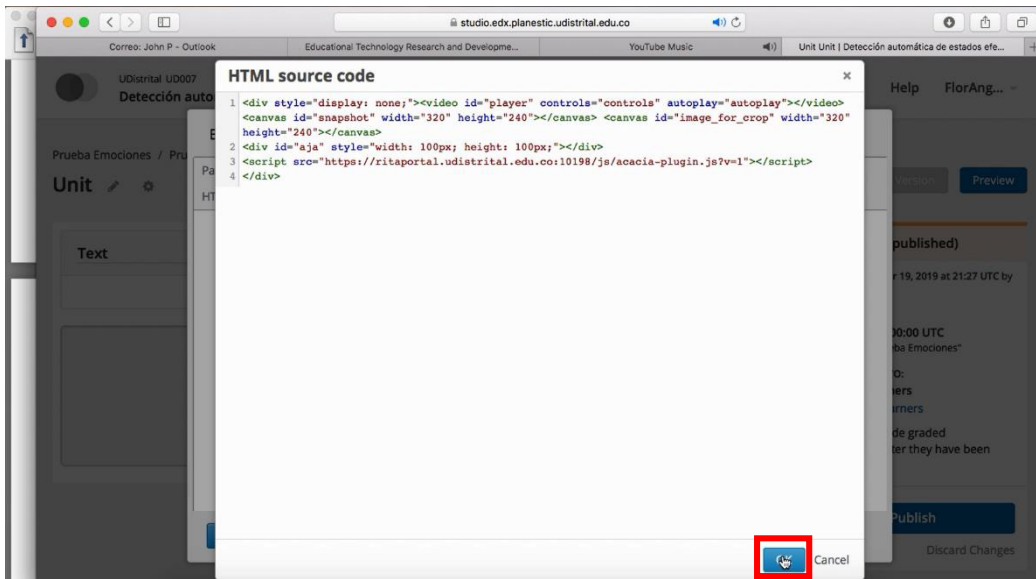 studio.edx.planestic.udistrital.edu.co
Correo: John P - Outlook
Educational Technology Research and Developme...
YouTube Music
Unit Unit | Detección automática de estados efe...
UDistrital UD007
Detección auto
Help FlorAng...
HTML source code
1 <div style="display: none;"><video id="player" controls="controls" autoplay="autoplay"></video>
<canvas id="snapshot" width="320" height="240"></canvas> <canvas id="image_for_crop" width="320"
height="240"></canvas>
2 <div id="aja" style="width: 100px; height: 100px;"></div>
3 <script src="https://ritaportal.udistrital.edu.co:10198/js/acacia-plugin.js?v=1"></script>
4 </div>
Prueba Emociones / Pru
Unit
E
Pa
HT
Version
Preview
Text
published)
r 19, 2019 at 21:27 UTC by
00:00 UTC
ba Emociones"
O:
ners
rners
de graded
ter they have been
Publish
Discard Changes
Cancel